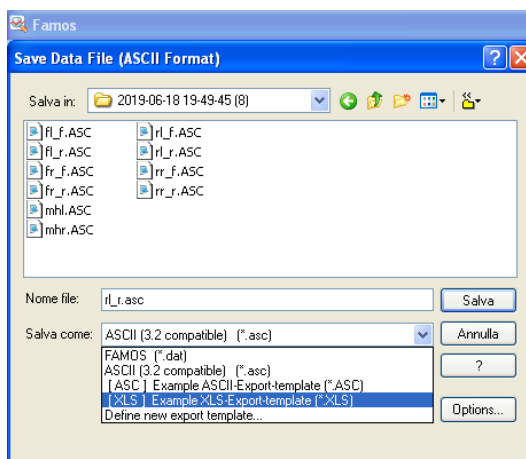 Famos
Save Data File (ASCII Format)
Salva in: 2019-06-18 19-49-45 (8)
fl_f.ASC rl_f.ASC
fl_r.ASC rl_r.ASC
fr_f.ASC rr_f.ASC
fr_r.ASC rr_r.ASC
mhl.ASC
mhr.ASC
Nome file: rl_r.asc Salva
Salva come: ASCII (3.2 compatible) (*.asc) Annulla
FAMOS (*.dat)
ASCII (3.2 compatible) (*.asc) ?
[ASC ] Example ASCII-Export-template (*.ASC)
[XLS ] Example XLS-Export-template (*.XLS)
Define new export template... Options...